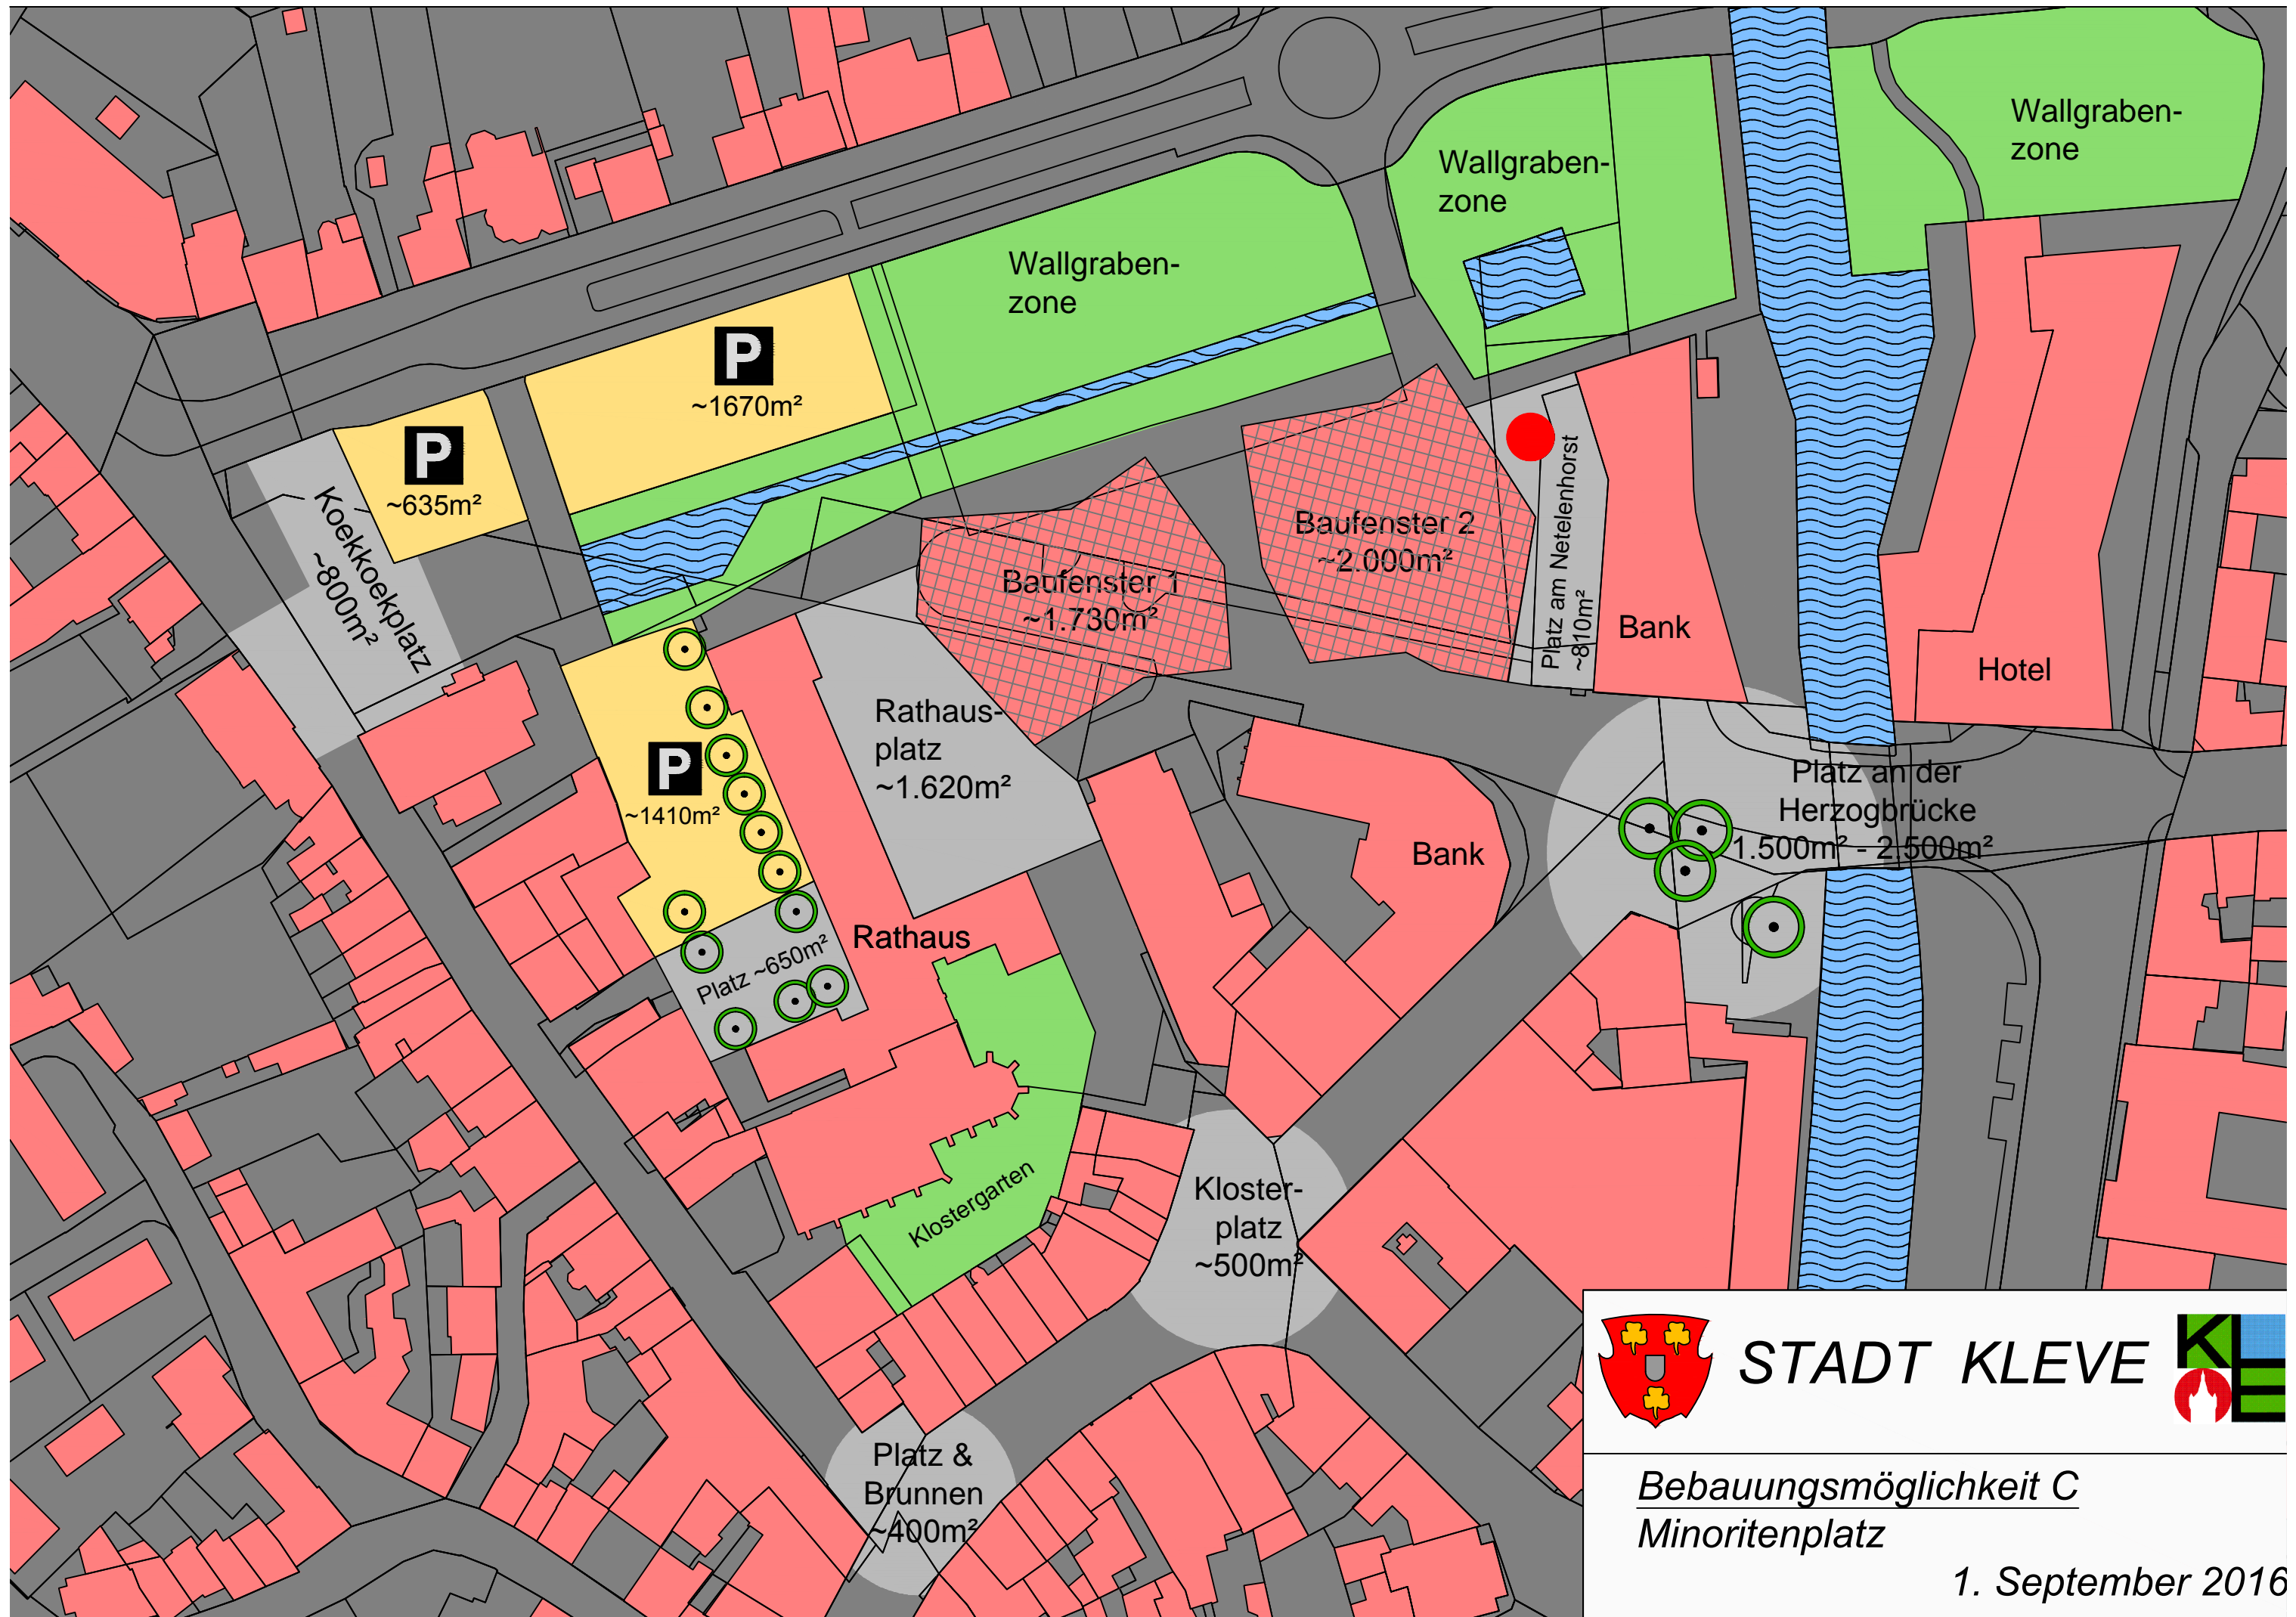 Wallgraben-
zone
Wallgraben-
zone
Wallgraben-
zone
P
~1670m²
P
~635m²
Koekkoekplatz
~800m²
Baufenster 1
~1.730m²
Baufenster 2
~2.000m²
Platz am Netelenhorst
~810m²
Bank
Hotel
P
~1410m²
Rathaus-
platz
~1.620m²
Platz an der
Herzogbrücke
1.500m² - 2.500m²
Bank
Rathaus
Platz ~650m²
Klostergarten
Kloster-
platz
~500m²
Platz &
Brunnen
~400m²
STADT KLEVE
KLE
Bebauungsmöglichkeit C
Minoritenplatz
1. September 2016